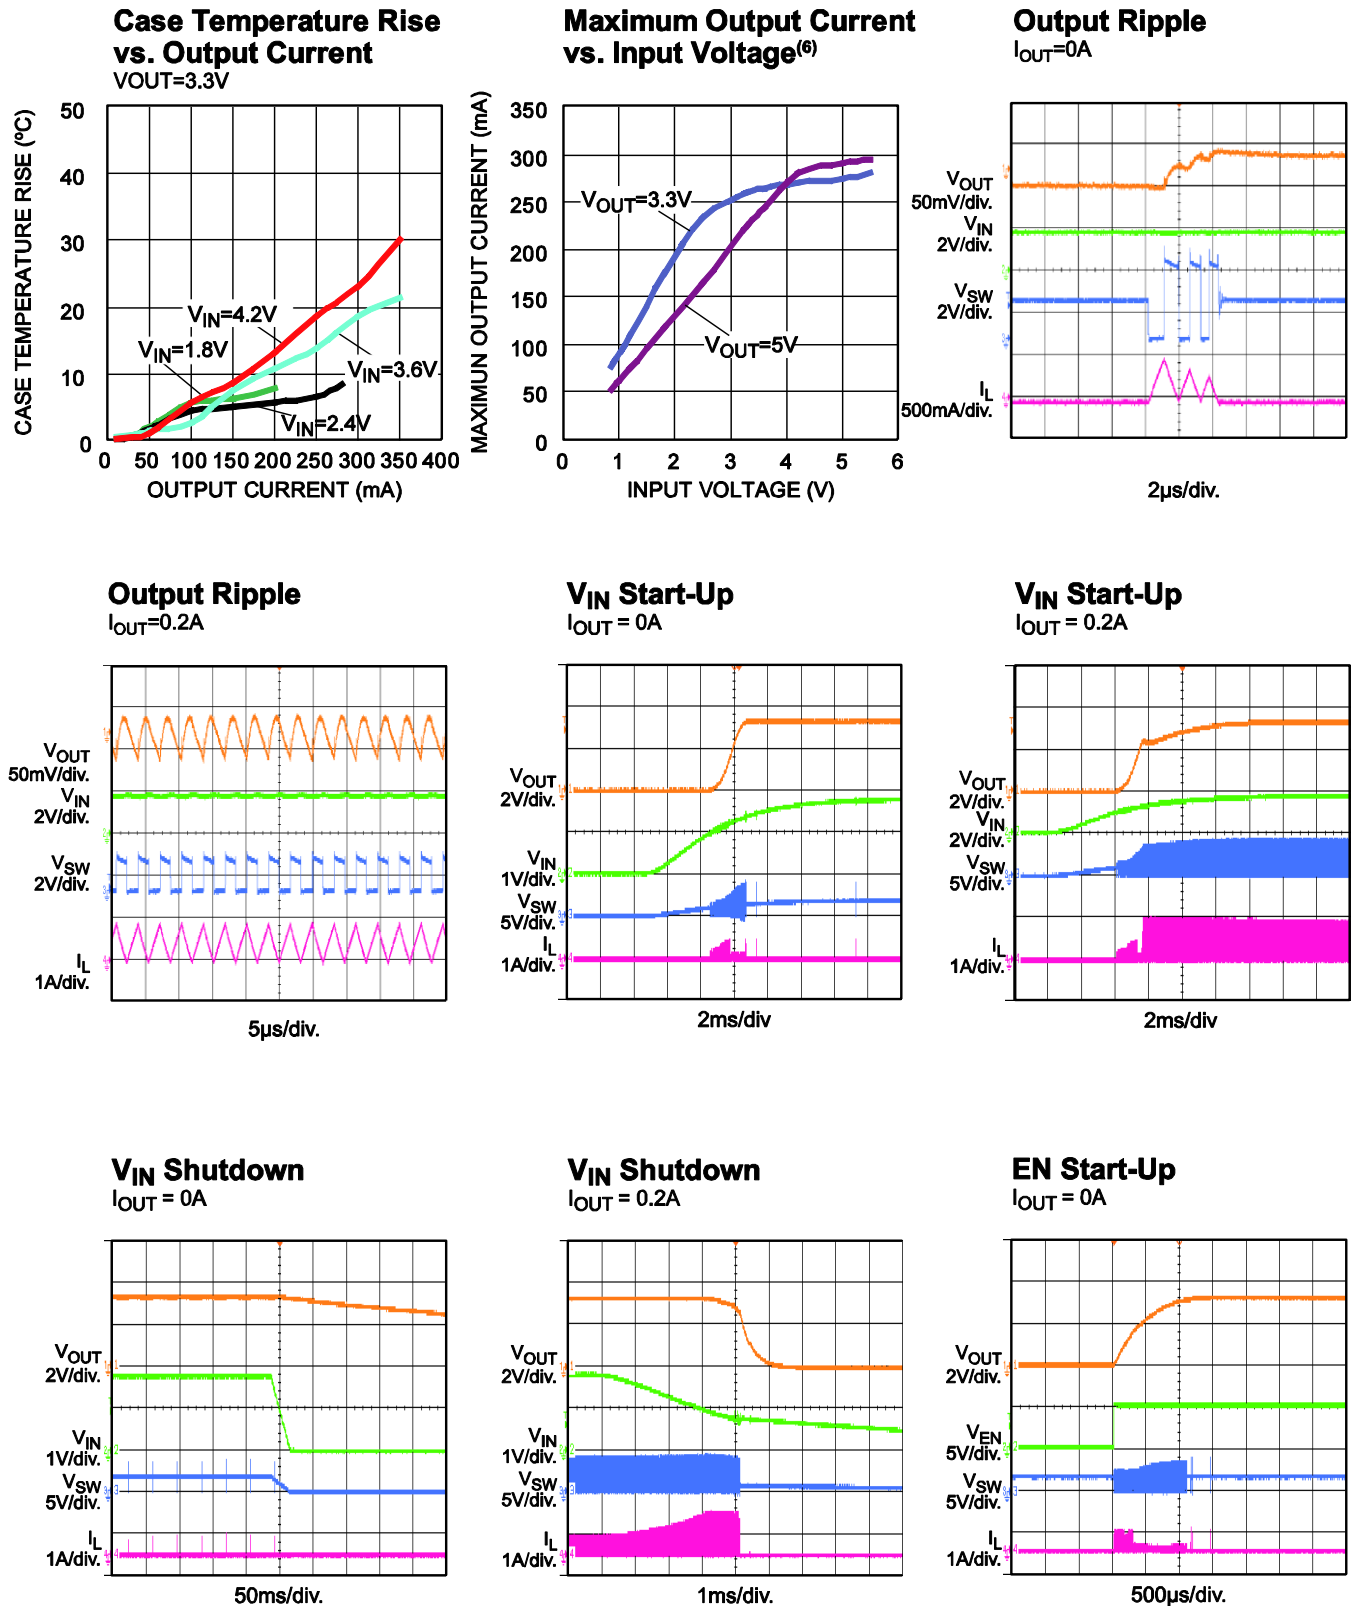 Case Temperature Rise
vs. Output Current
VOUT=3.3V
CASE TEMPERATURE RISE (ºC)
50
40
30
20
10
0
VIN=4.2V
VIN=1.8V
VIN=3.6V
VIN=2.4V
0 50 100 150 200 250 300 350 400
OUTPUT CURRENT (mA)
Maximum Output Current
vs. Input Voltage(6)
MAXIMUN OUTPUT CURRENT (mA)
350
300
250
200
150
100
50
0
VOUT=3.3V
VOUT=5V
0 1 2 3 4 5 6
INPUT VOLTAGE (V)
Output Ripple
IOUT=0A
VOUT
50mV/div.
VIN
2V/div.
VSW
2V/div.
IL
500mA/div.
2µs/div.
Output Ripple
IOUT=0.2A
VOUT
50mV/div.
VIN
2V/div.
VSW
2V/div.
IL
1A/div.
5µs/div.
VIN Start-Up
IOUT = 0A
VOUT
2V/div.
VIN
1V/div.
VSW
5V/div.
IL
1A/div.
2ms/div
VIN Start-Up
IOUT = 0.2A
VOUT
2V/div.
VIN
2V/div.
VSW
5V/div.
IL
1A/div.
2ms/div
VIN Shutdown
IOUT = 0A
VOUT
2V/div.
VIN
1V/div.
VSW
5V/div.
IL
1A/div.
50ms/div.
VIN Shutdown
IOUT = 0.2A
VOUT
2V/div.
VIN
1V/div.
VSW
5V/div.
IL
1A/div.
1ms/div.
EN Start-Up
IOUT = 0A
VOUT
2V/div.
VEN
5V/div.
VSW
5V/div.
IL
1A/div.
500µs/div.